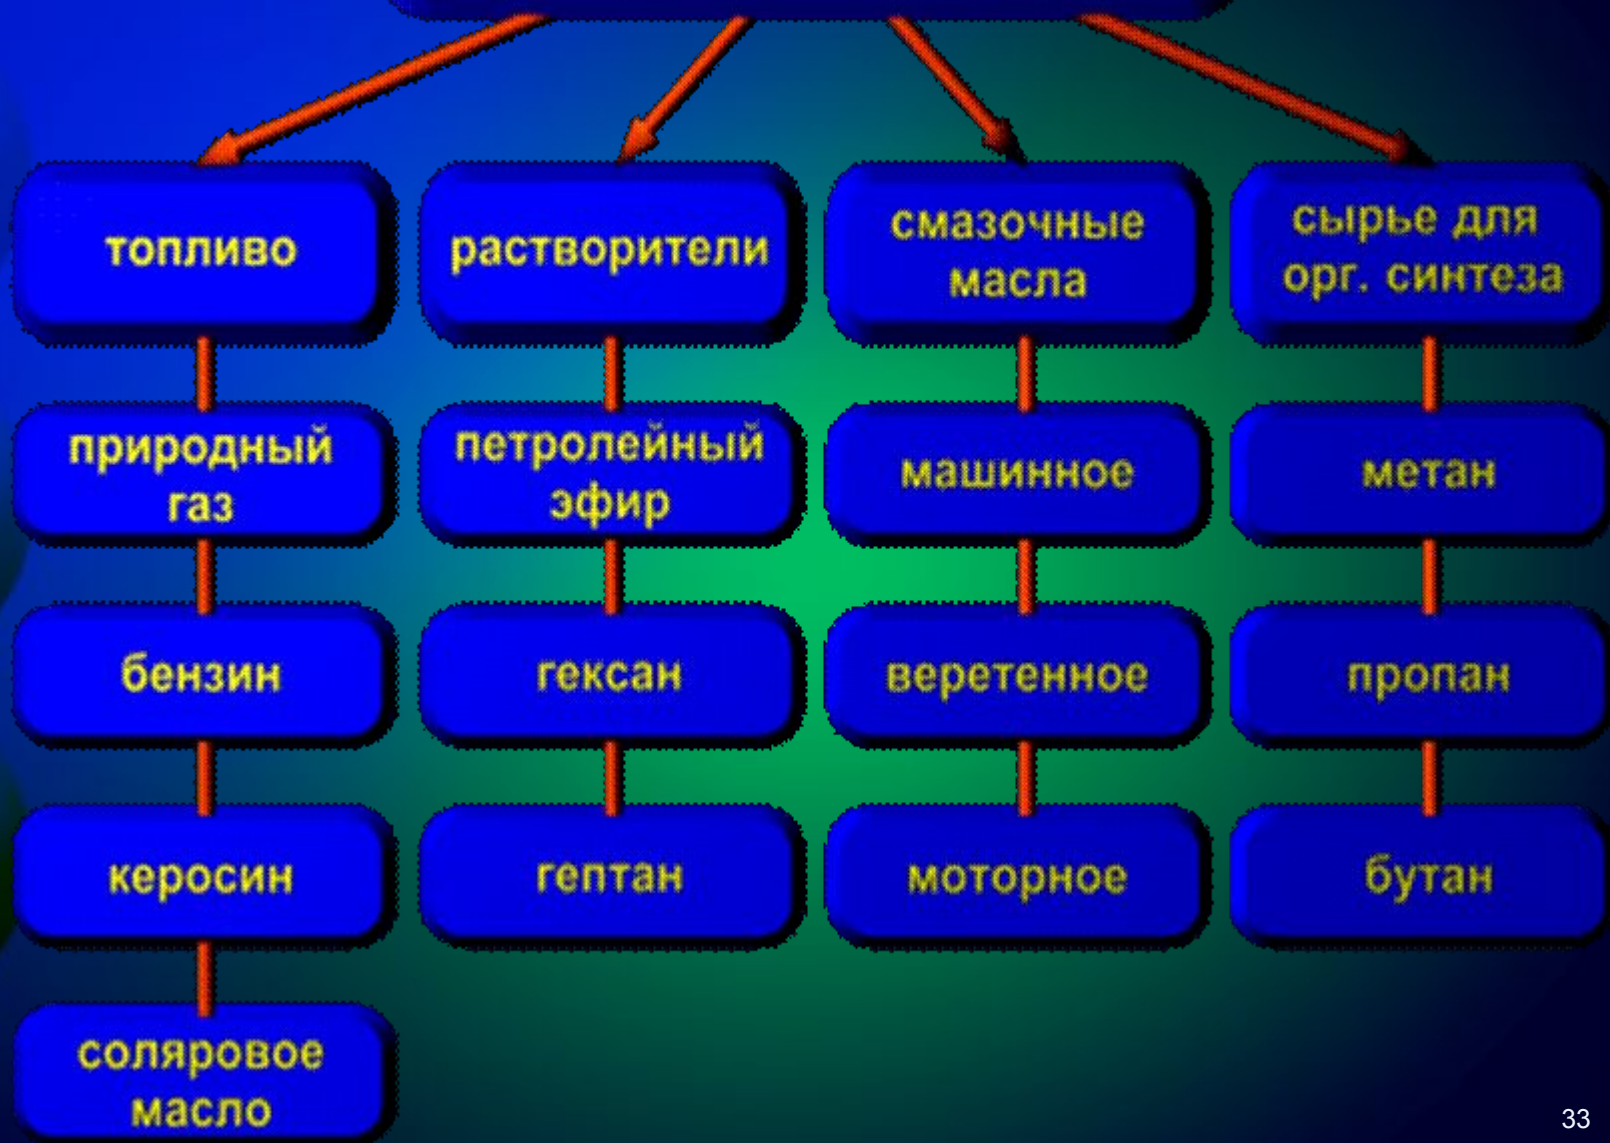 топливо
природный
газ
бензин
керосин
соляровое
масло
растворители
петролейный
эфир
гексан
гептан
смазочные
масла
машинное
веретенное
моторное
сырье для
орг. синтеза
метан
пропан
бутан
33